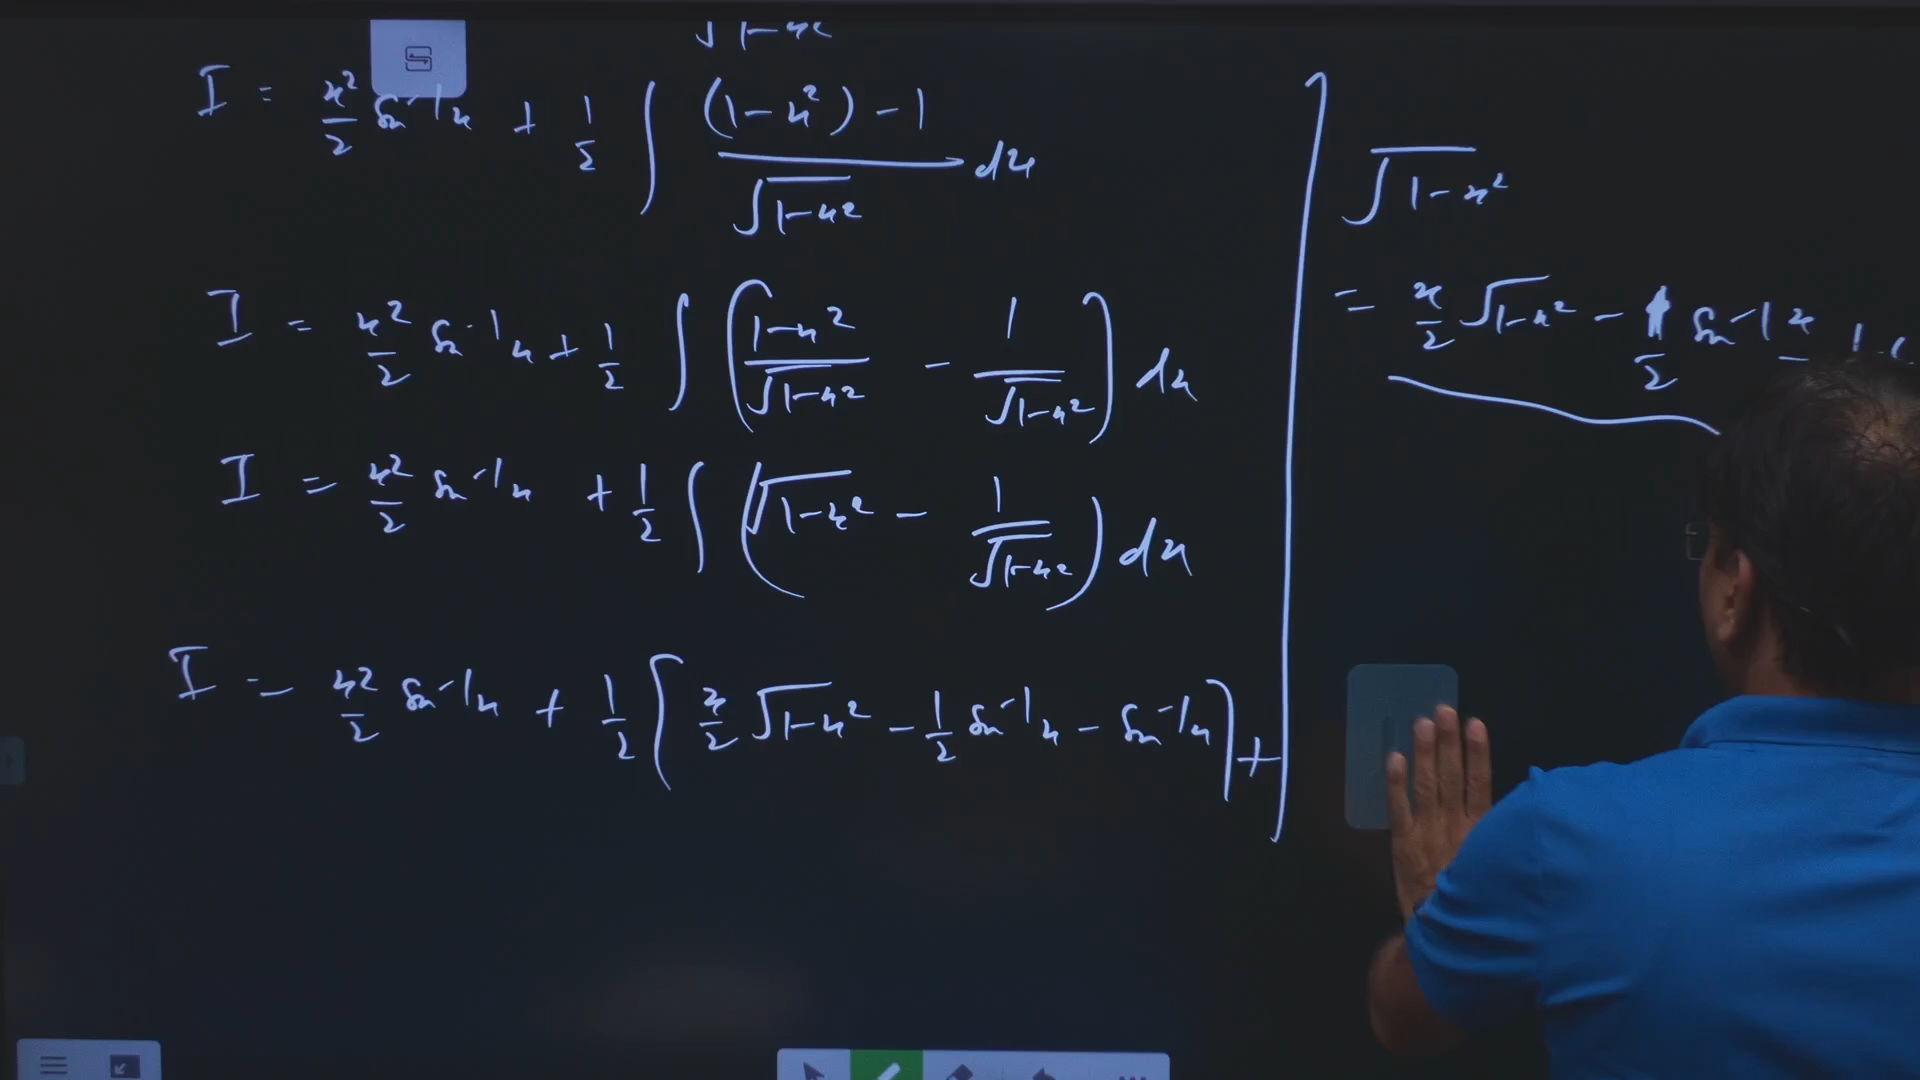 √1-x²
I = x²/2 sin⁻¹x + 1/2 ∫ (1-x²)-1 / √1-x² dx
I = x²/2 sin⁻¹x + 1/2 ∫ (1-x²/√1-x² - 1/√1-x²) dx
I = x²/2 sin⁻¹x + 1/2 ∫ (√1-x² - 1/√1-x²) dx
I = x²/2 sin⁻¹x + 1/2 [x/2 √1-x² - 1/2 sin⁻¹x - sin⁻¹x] +
√1-x²
= x/2 √1-x² - 1/2 sin⁻¹x